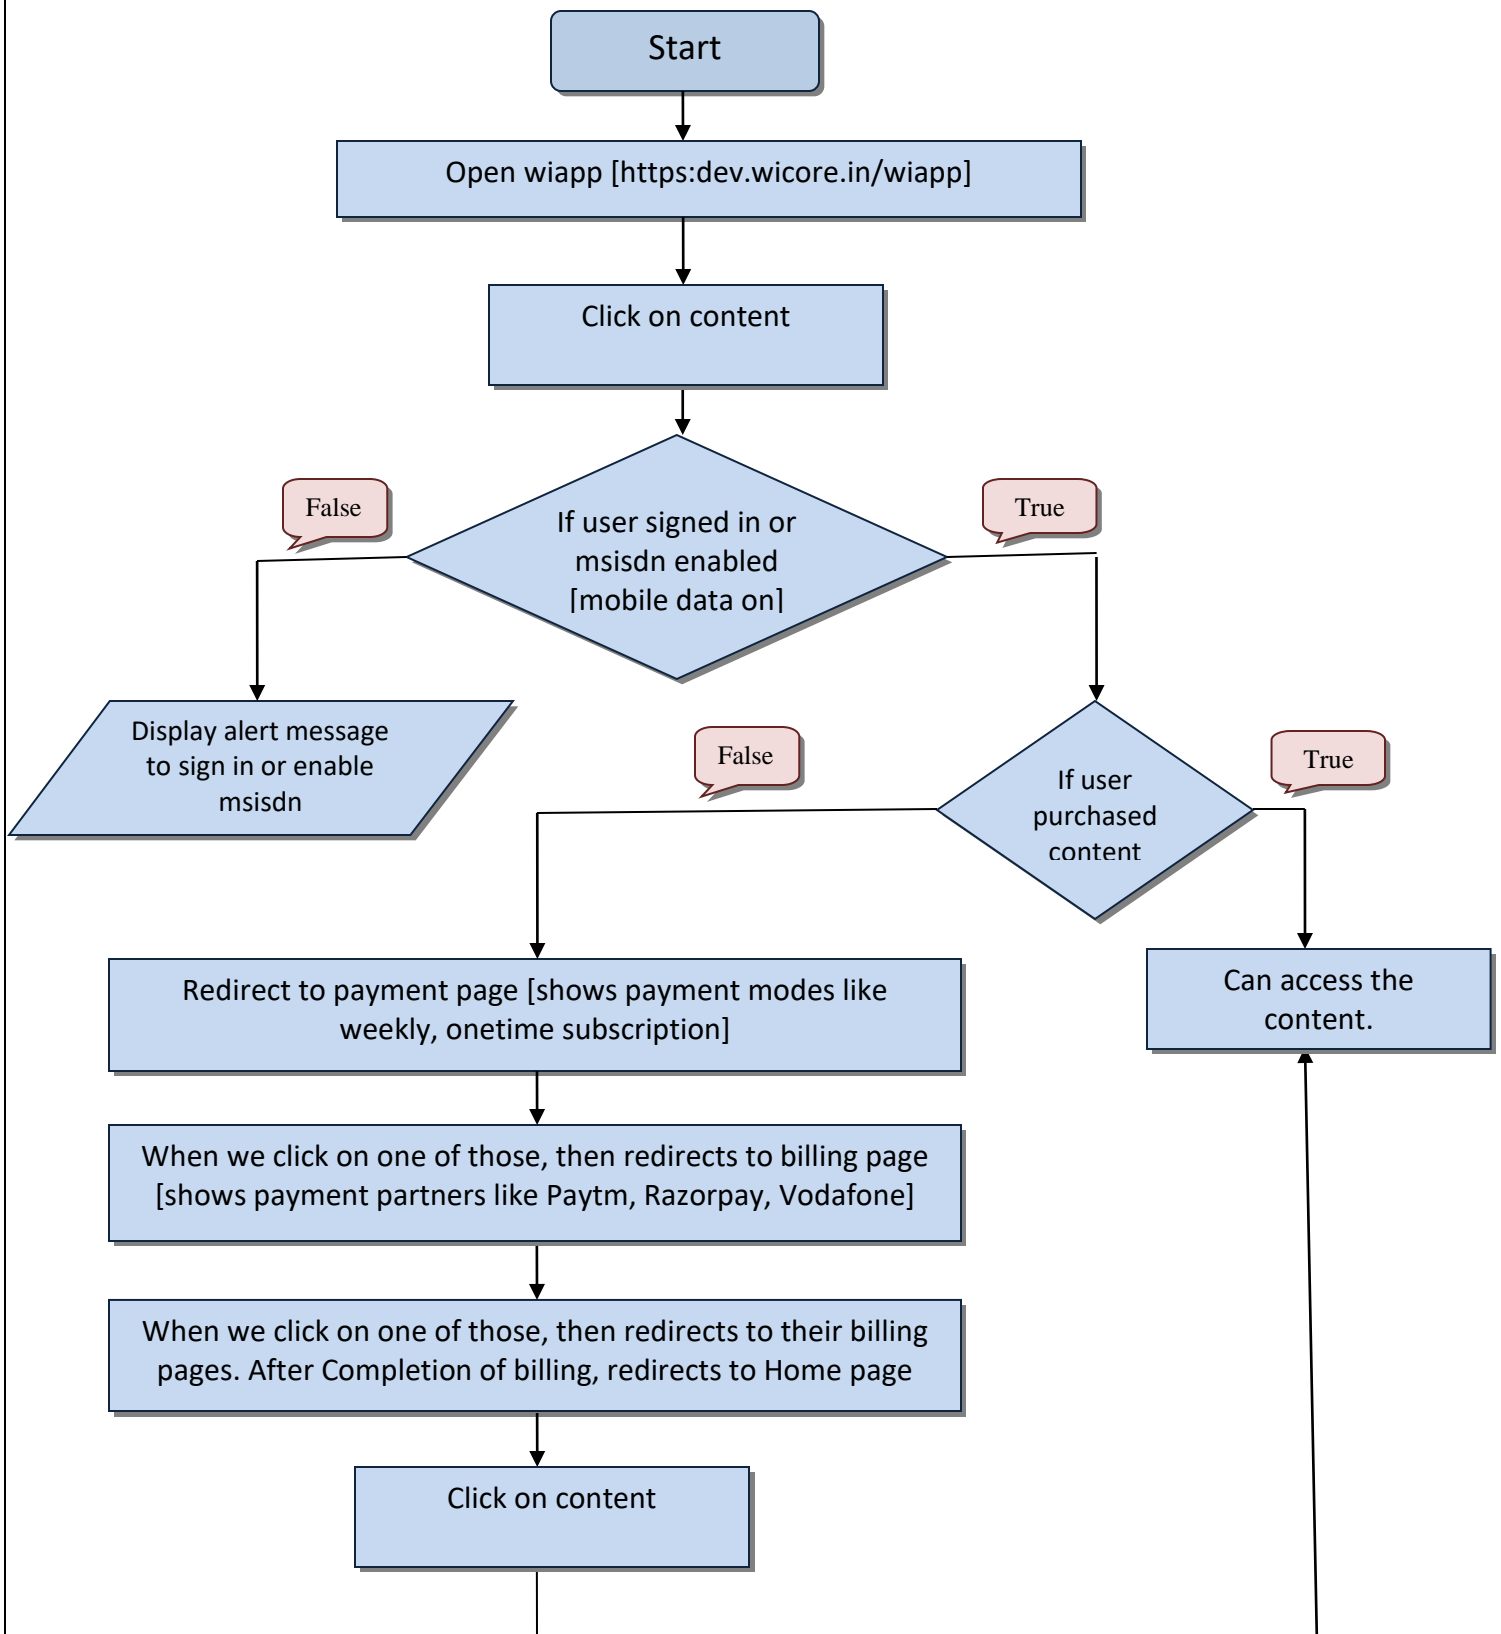 Start
Open wiapp [https:dev.wicore.in/wiapp]
Click on content
False
True
If user signed in or
msisdn enabled
[mobile data on]
Display alert message
to sign in or enable
msisdn
False
True
If user
purchased
content
Can access the
content.
Redirect to payment page [shows payment modes like
weekly, onetime subscription]
When we click on one of those, then redirects to billing page
[shows payment partners like Paytm, Razorpay, Vodafone]
When we click on one of those, then redirects to their billing
pages. After Completion of billing, redirects to Home page
Click on content